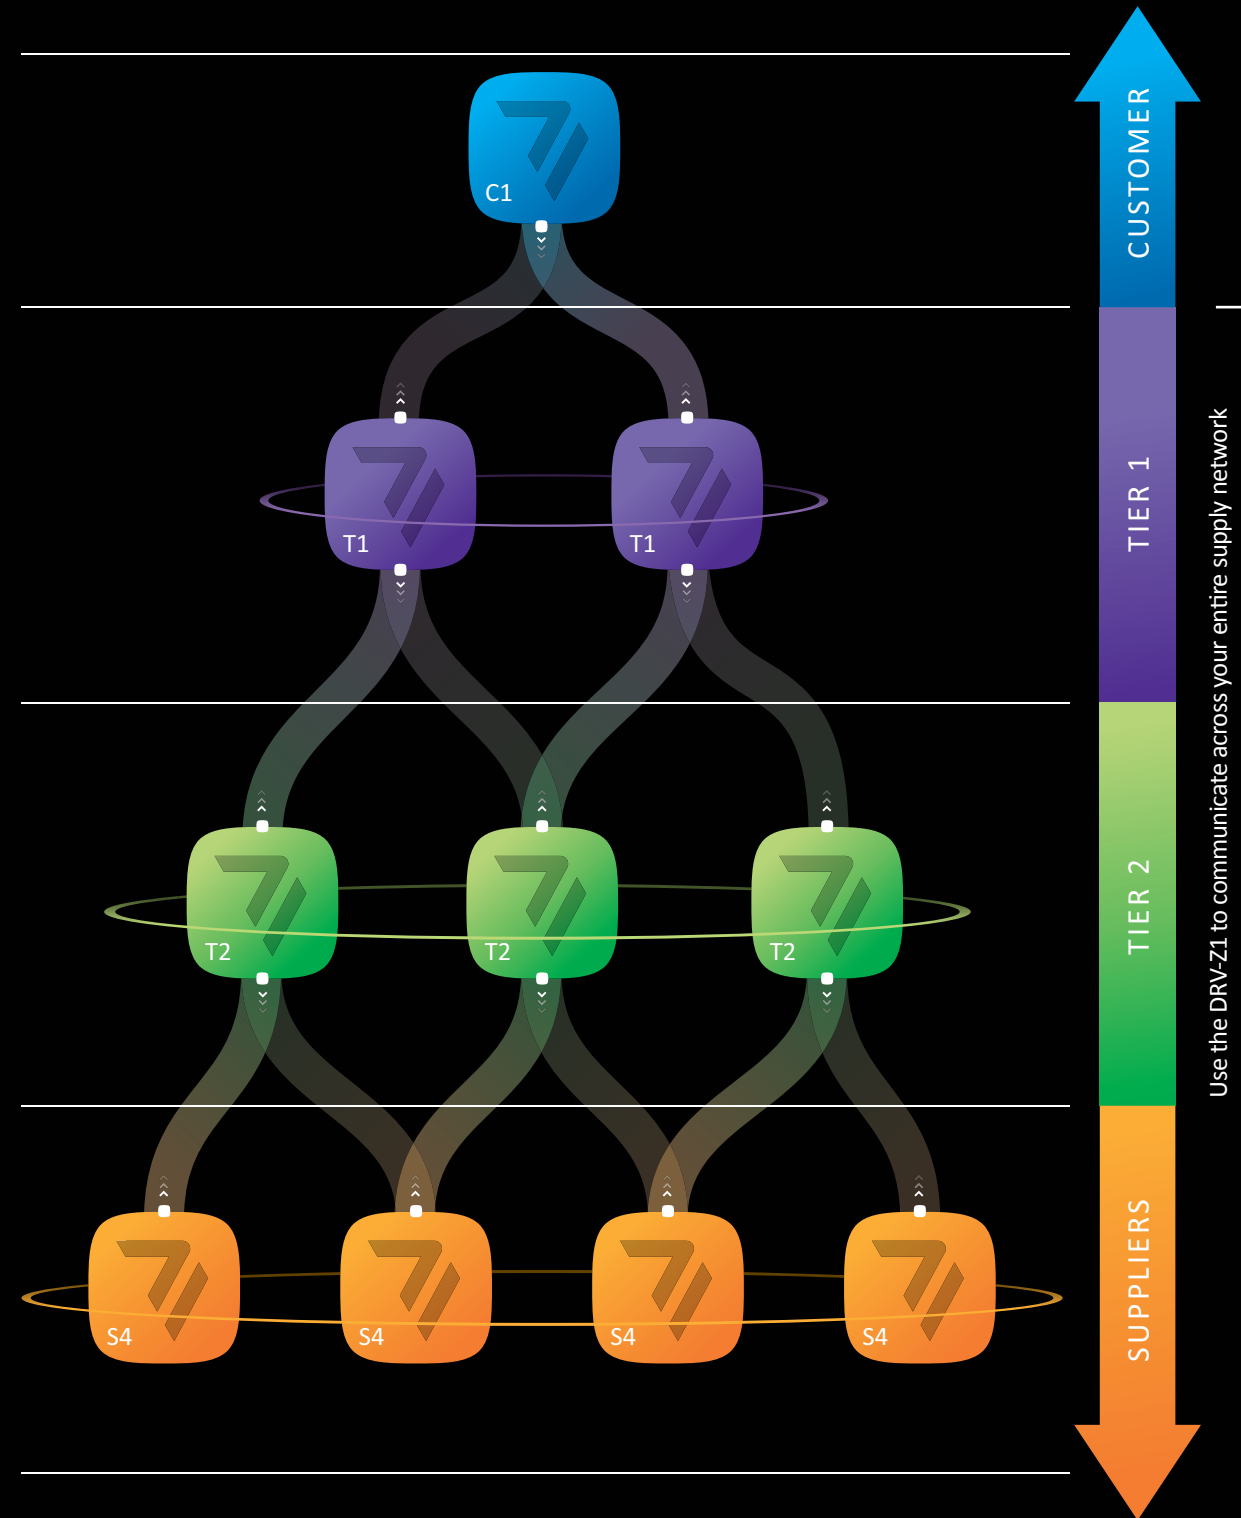 C1
CUSTOMER
T1
T1
TIER 1
T2
T2
T2
TIER 2
S4
S4
S4
S4
SUPPLIERS
Use the DRV-Z1 to communicate across your entire supply network